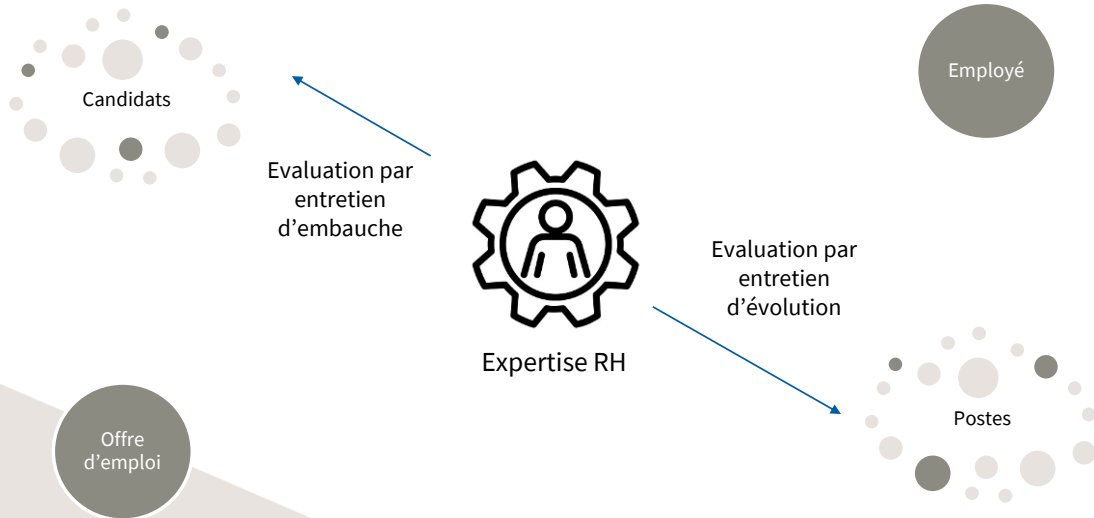 Employé
Candidats
Evaluation par
entretien
d’embauche
Evaluation par
entretien
d’évolution
Expertise RH
Postes
Offre
d’emploi